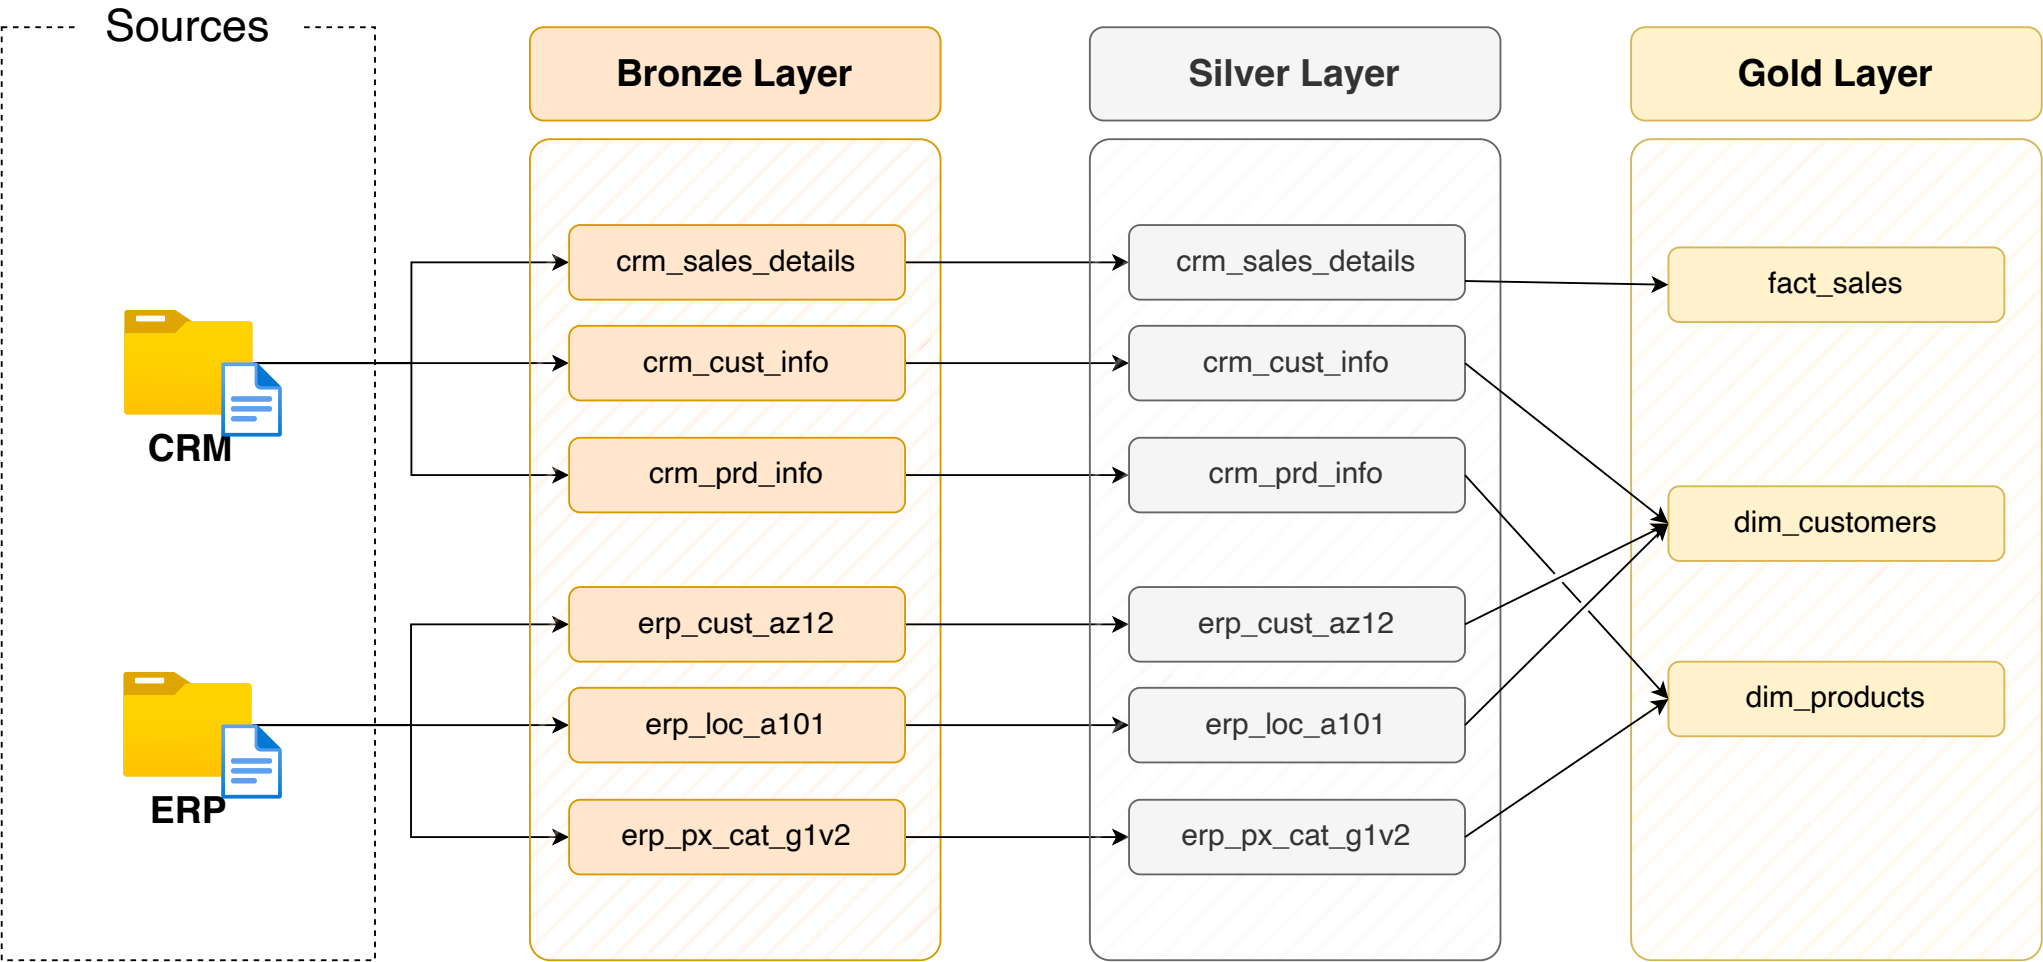 Sources
Bronze Layer
Silver Layer
Gold Layer
CRM
ERP
crm_sales_details
crm_cust_info
crm_prd_info
erp_cust_az12
erp_loc_a101
erp_px_cat_g1v2
crm_sales_details
crm_cust_info
crm_prd_info
erp_cust_az12
erp_loc_a101
erp_px_cat_g1v2
fact_sales
dim_customers
dim_products